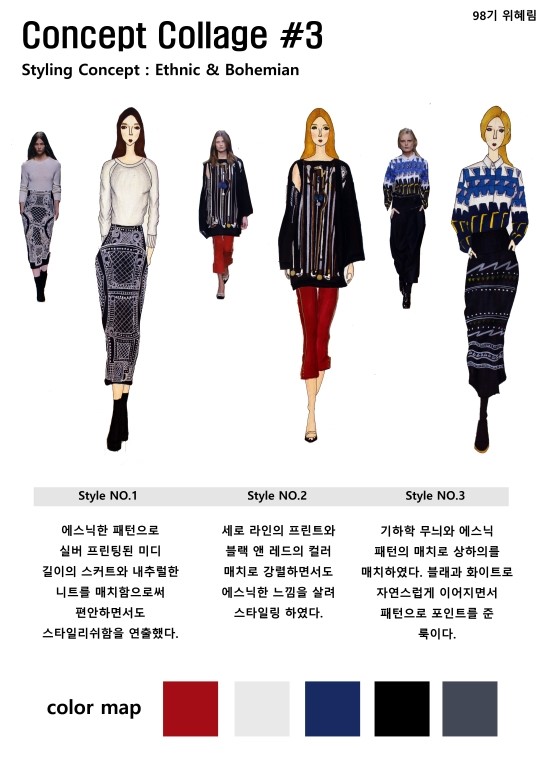 98기 위혜림
Concept Collage #3
Styling Concept : Ethnic & Bohemian
Style NO.1
에스닉한 패턴으로
실버 프린팅된 미디
길이의 스커트와 내추럴한
니트를 매치함으로써
편안하면서도
스타일리쉬함을 연출했다.
Style NO.2
세로 라인의 프린트와
블랙 앤 레드의 컬러
매치로 강렬하면서도
에스닉한 느낌을 살려
스타일링 하였다.
Style NO.3
기하학 무늬와 에스닉
패턴의 매치로 상하의를
매치하였다. 블래과 화이트로
자연스럽게 이어지면서
패턴으로 포인트를 준
룩이다.
color map